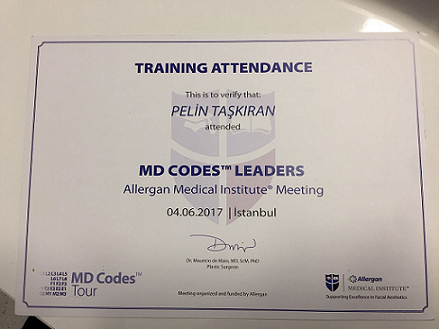 TRAINING ATTENDANCE
This is to verify that:
PELİN TAŞKIRAN
attended
MD CODES™ LEADERS
Allergan Medical Institute® Meeting
04.06.2017 | İstanbul
Dr. Mauricio de Maio, MD, ScM, PhD
Plastic Surgeon
MD Codes™
Tour
Meeting organized and funded by Allergan
Allergan
MEDICAL INSTITUTE™
Supporting Excellence in Facial Aesthetics